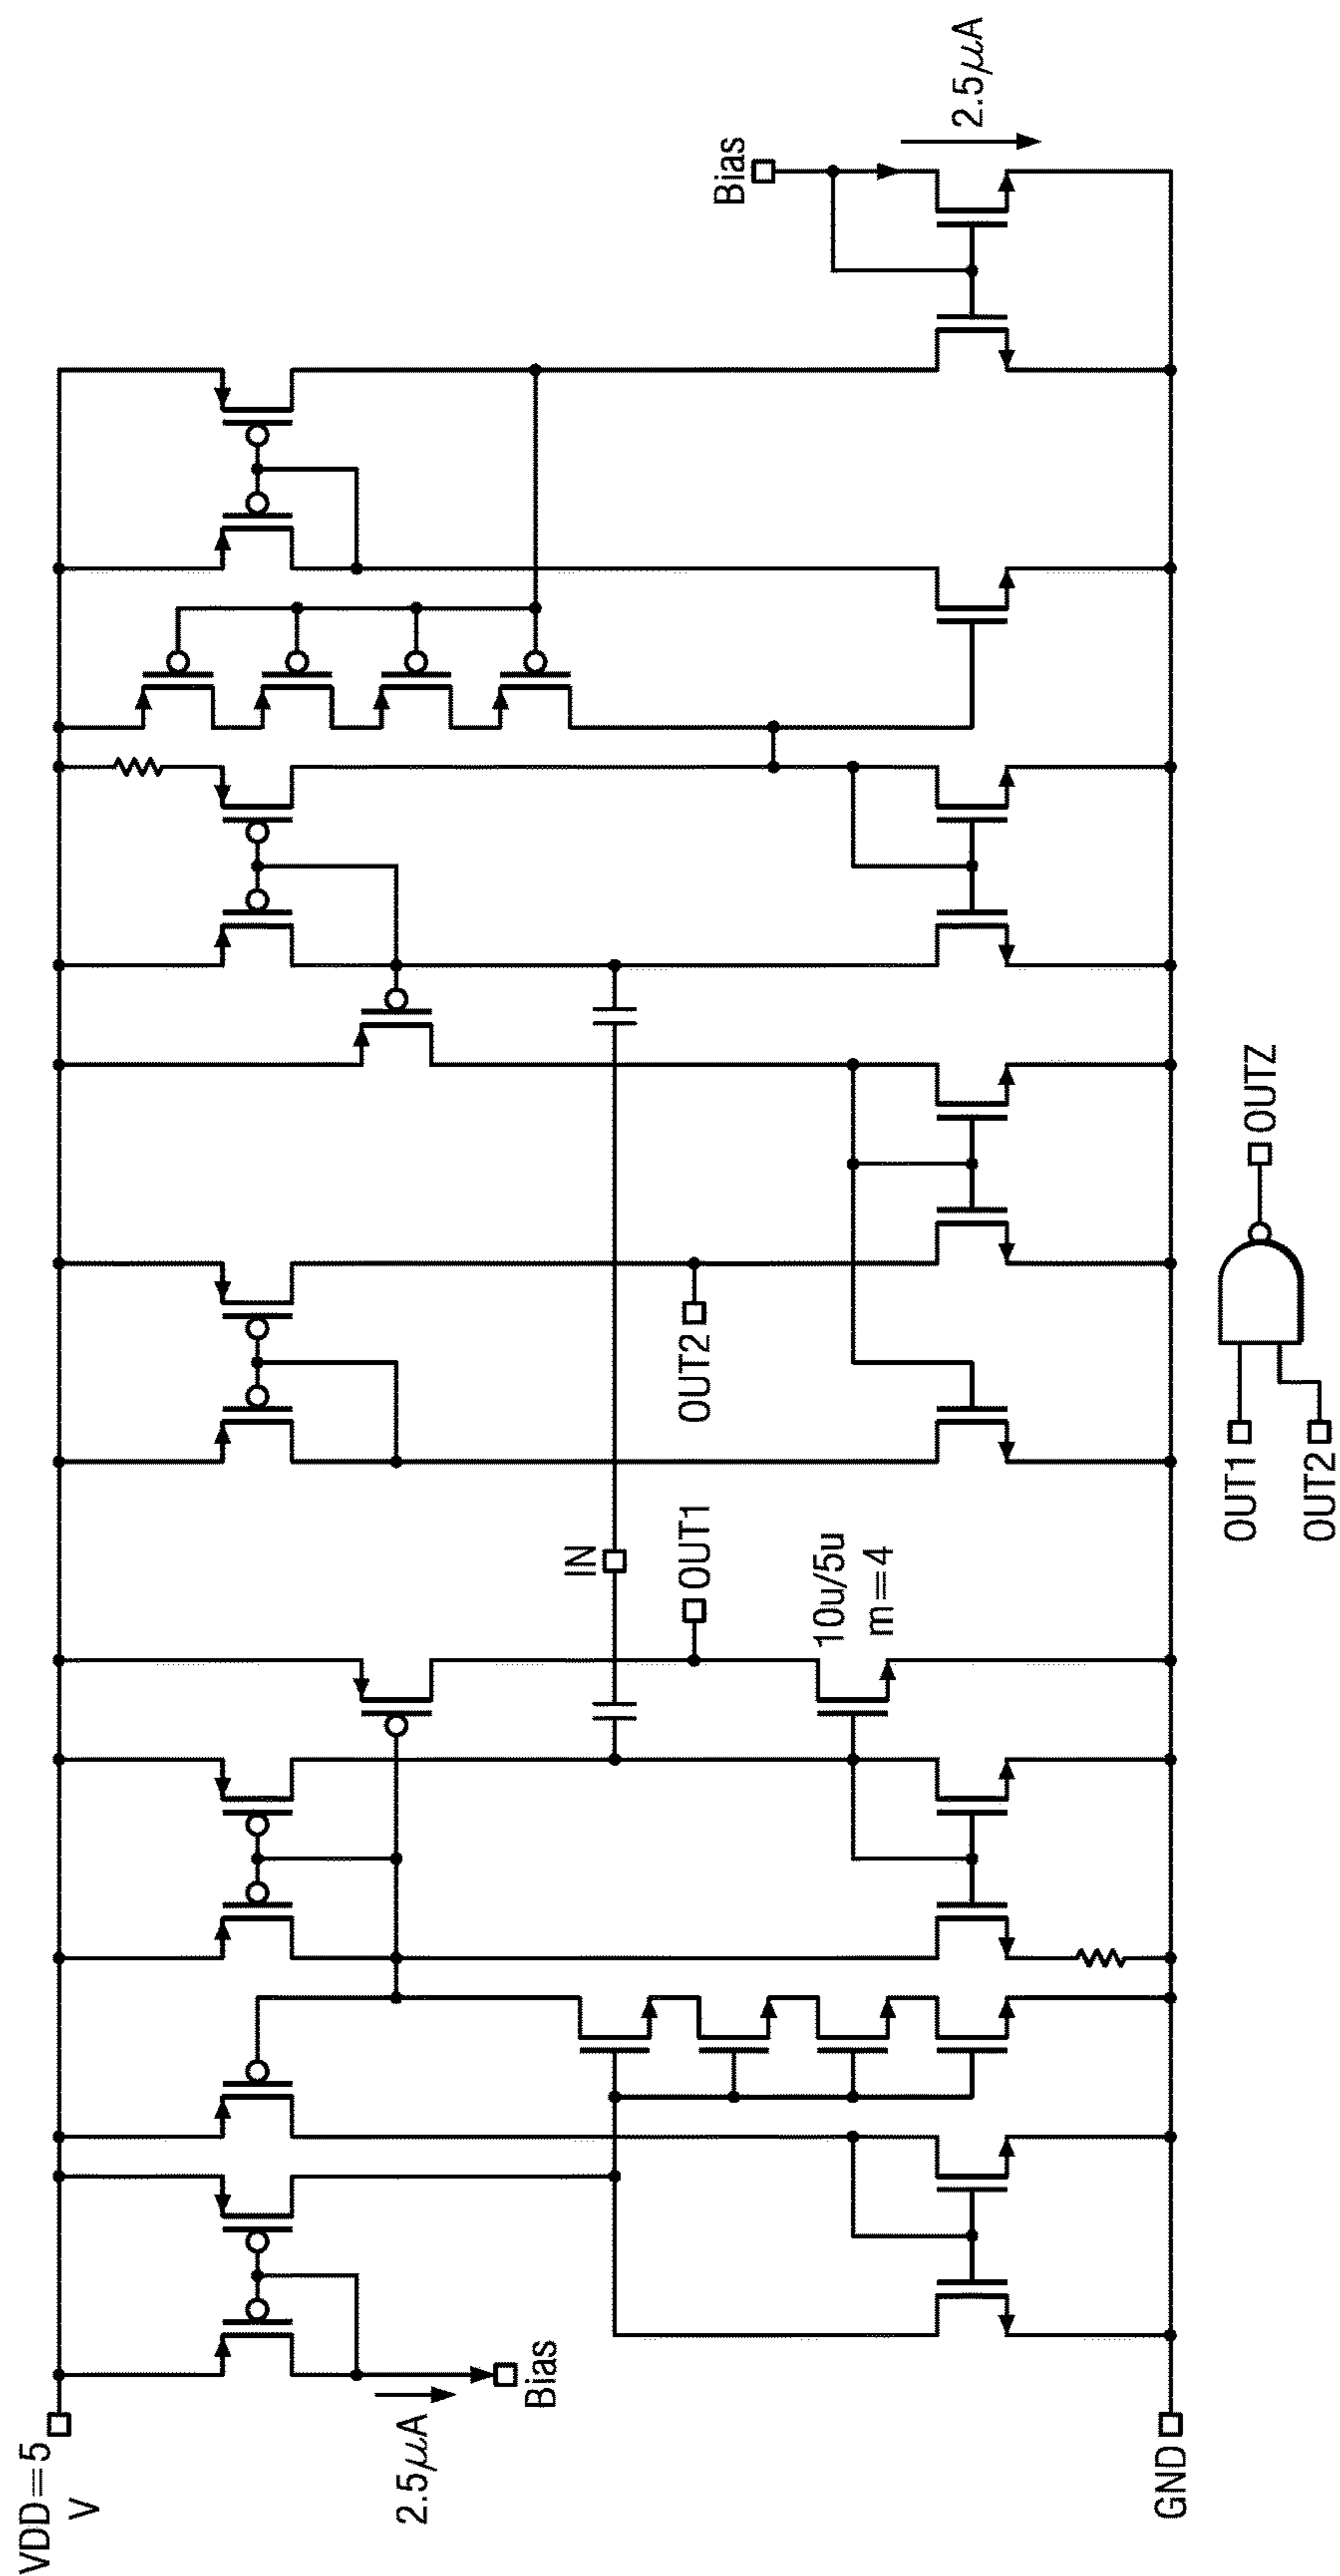 VDD=5
V
2.5μA
Bias
GND
IN
OUT1
10u/5u
m=4
OUT2
Bias
2.5μA
OUT1
OUT2
OUTZ